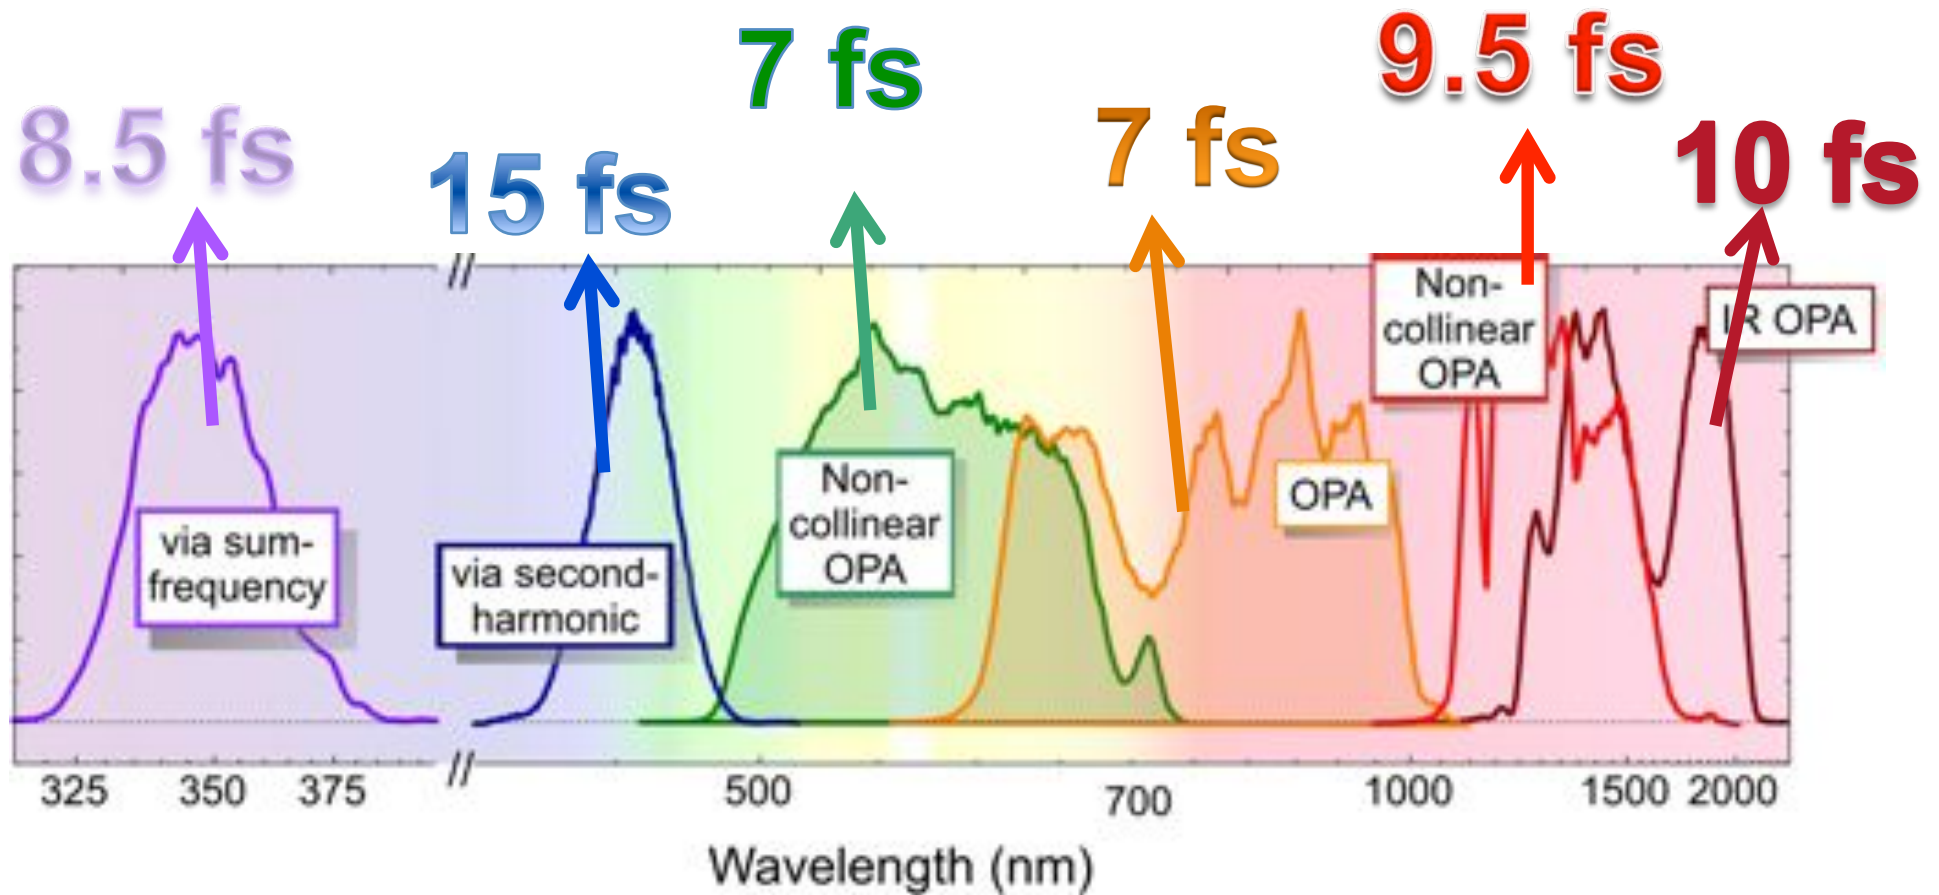 8.5 fs
15 fs
7 fs
7 fs
9.5 fs
10 fs
via sum-
frequency
via second-
harmonic
Non-
collinear
OPA
OPA
Non-
collinear
OPA
IR OPA
//
//
325 350 375 500 700 1000 1500 2000
Wavelength (nm)